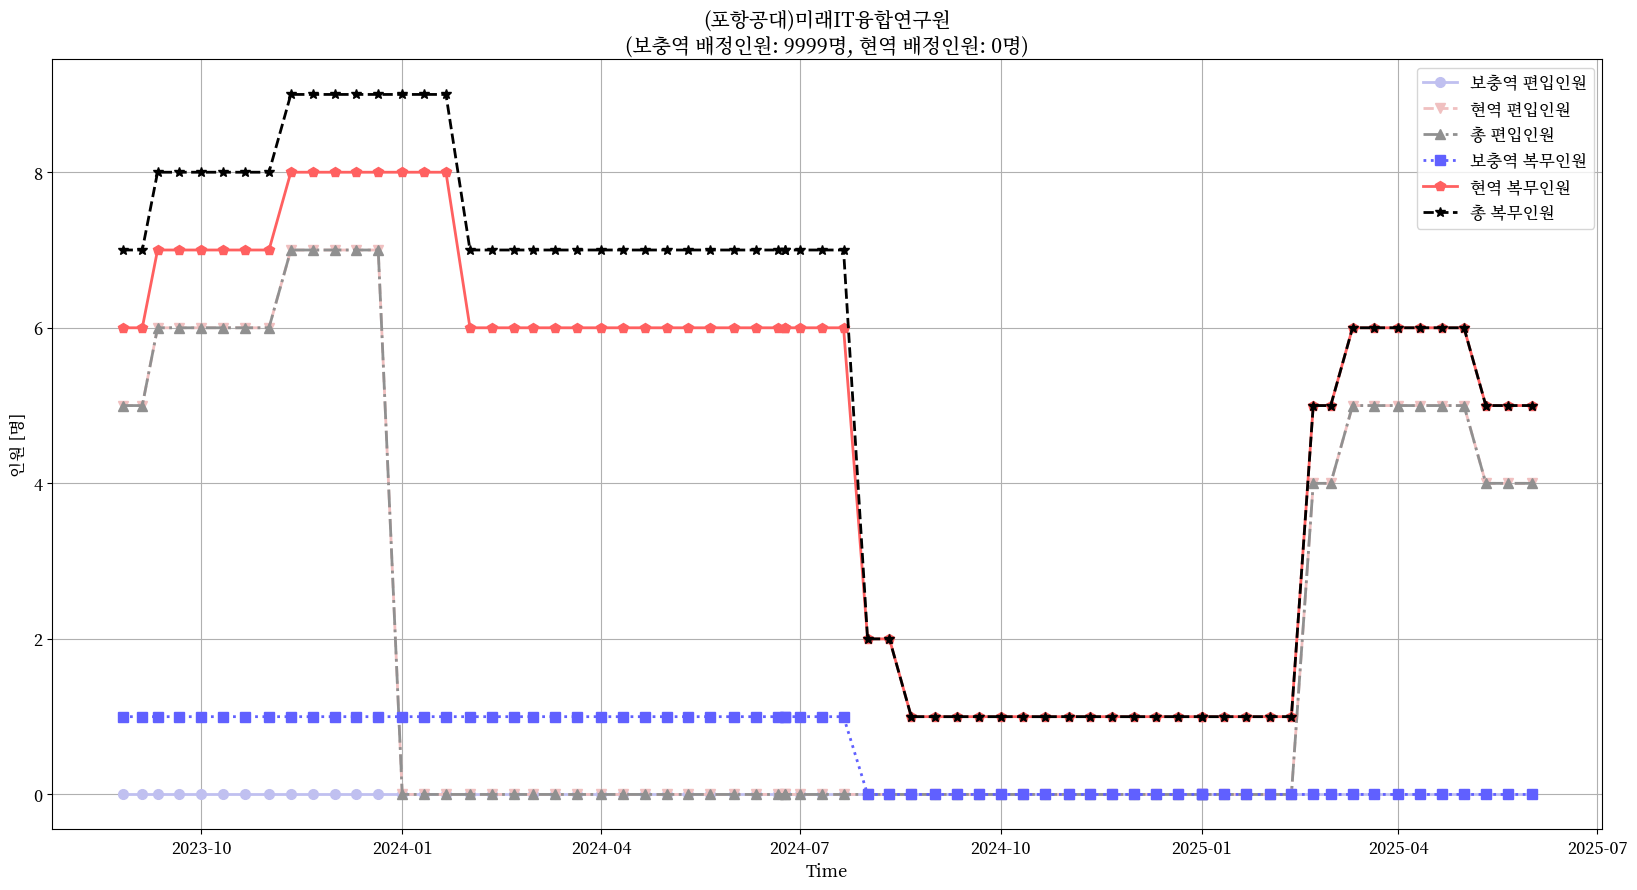 (포항공대)미래IT융합연구원
(보충역 배정인원: 9999명, 현역 배정인원: 0명)
보충역 편입인원
현역 편입인원
총 편입인원
보충역 복무인원
현역 복무인원
총 복무인원
인원 [명]
8
6
4
2
0
2023-10
2024-01
2024-04
2024-07
2024-10
2025-01
2025-04
2025-07
Time